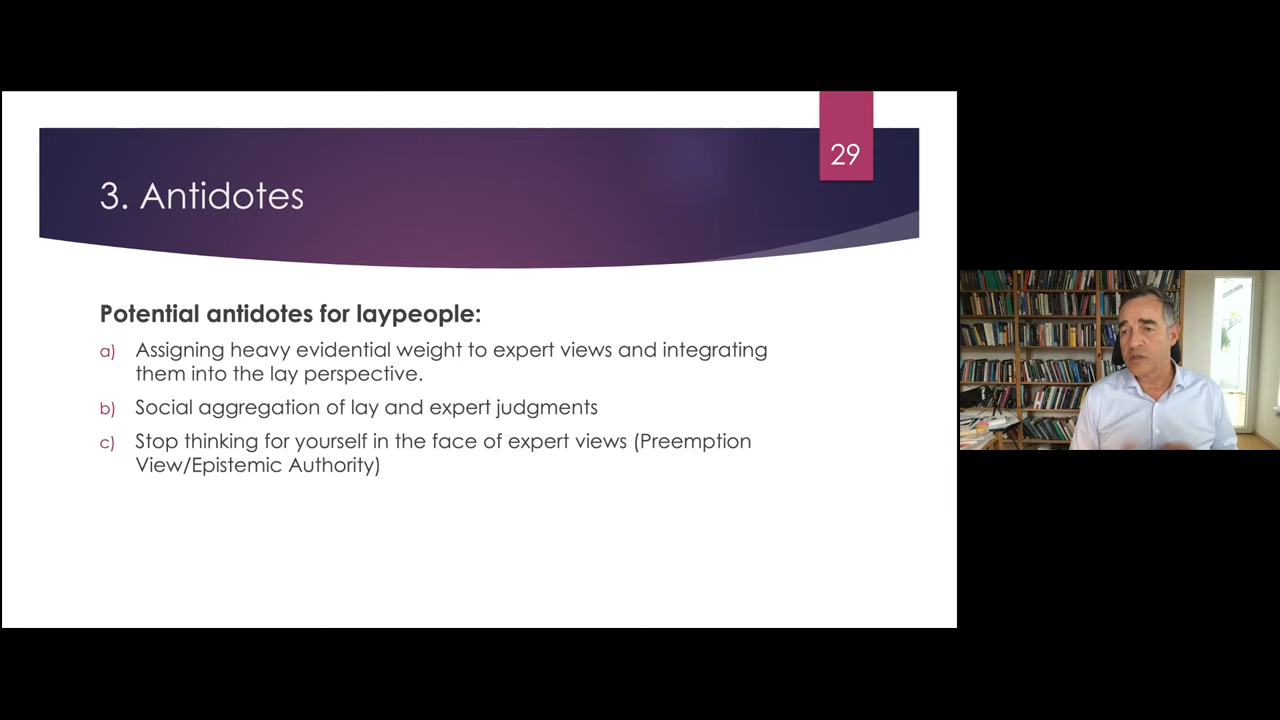 29
3. Antidotes
Potential antidotes for laypeople:
a) Assigning heavy evidential weight to expert views and integrating
them into the lay perspective.
b) Social aggregation of lay and expert judgments
c) Stop thinking for yourself in the face of expert views (Preemption
View/Epistemic Authority)